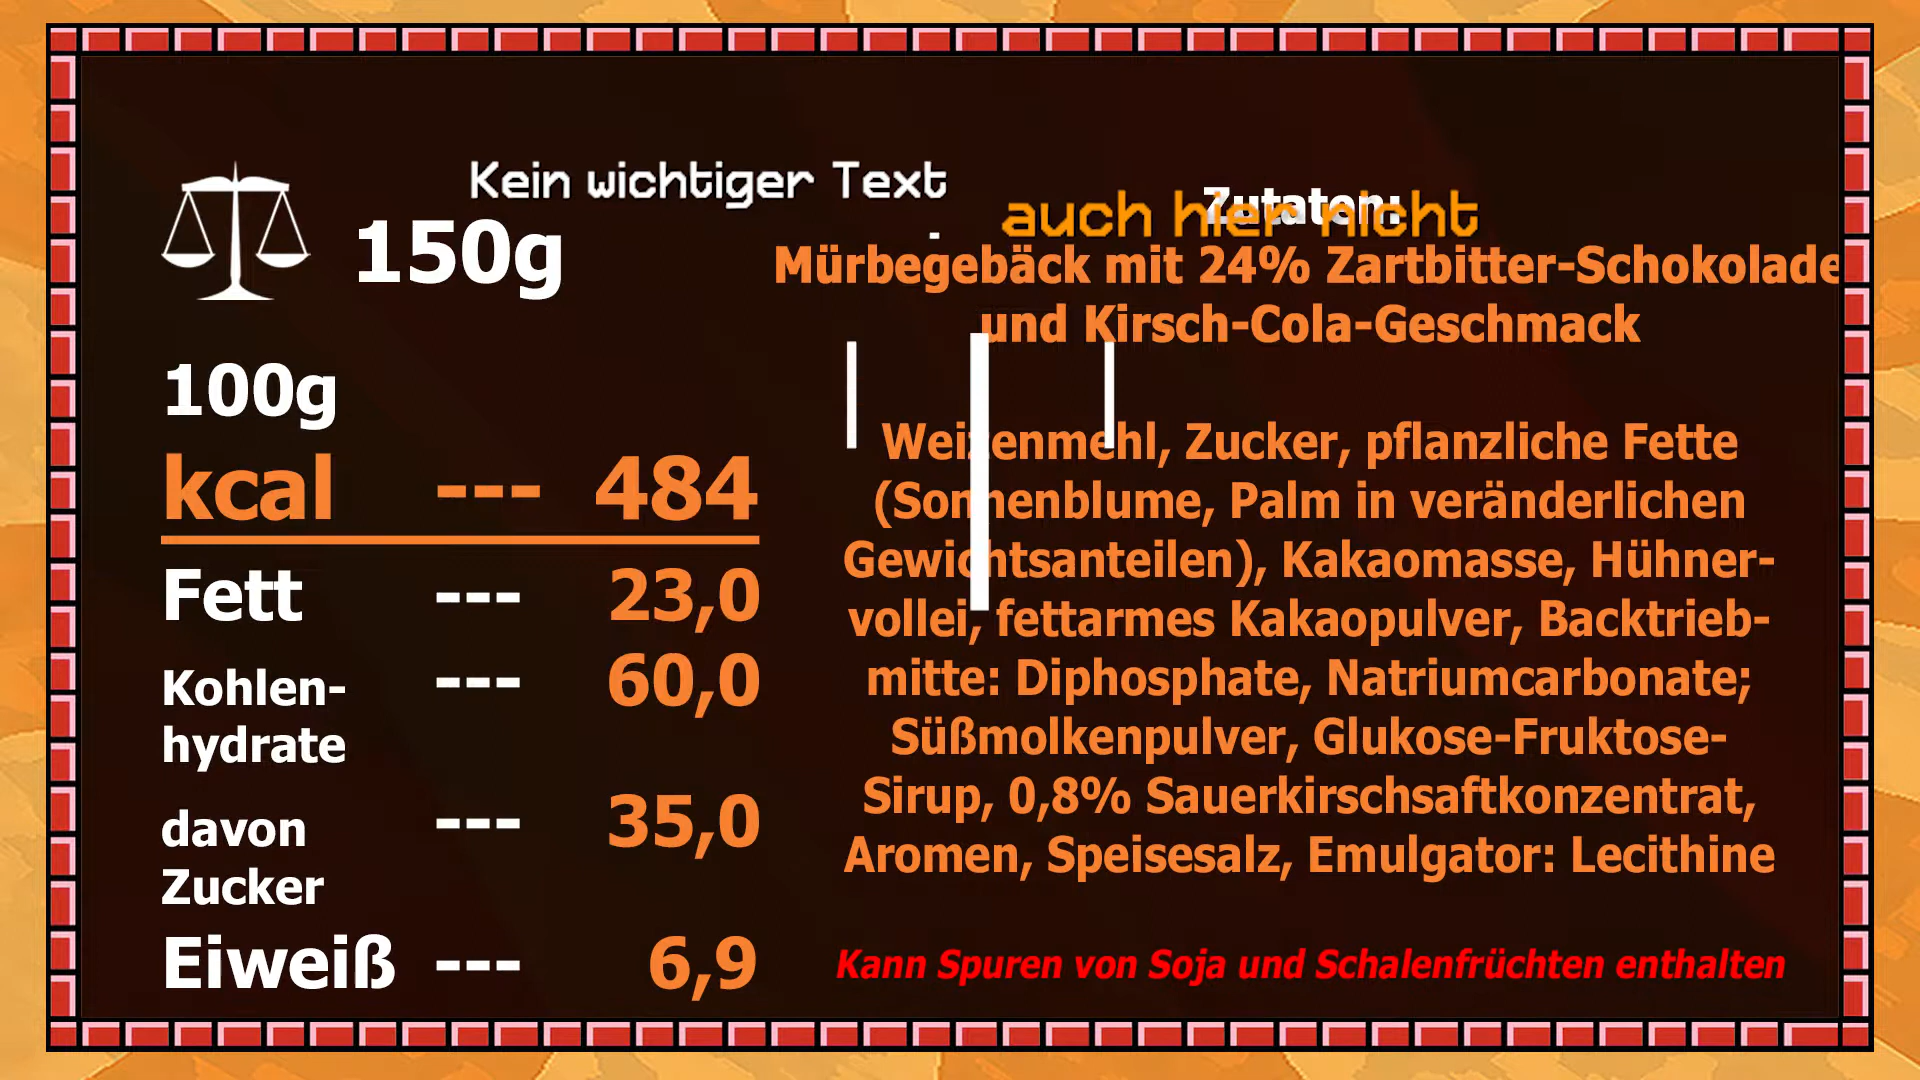 Kein wichtiger Text
150g
-
100g
kcal --- 484
Fett --- 23,0
Kohlen- --- 60,0
hydrate
davon --- 35,0
Zucker
Eiweiß --- 6,9
auch hier nicht
Zutaten:
Mürbegebäck mit 24% Zartbitter-Schokolade
und Kirsch-Cola-Geschmack
Weizenmehl, Zucker, pflanzliche Fette
(Sonnenblume, Palm in veränderlichen
Gewichtsanteilen), Kakaomasse, Hühner-
vollei, fettarmes Kakaopulver, Backtrieb-
mitte: Diphosphate, Natriumcarbonate;
Süßmolkenpulver, Glukose-Fruktose-
Sirup, 0,8% Sauerkirschsaftkonzentrat,
Aromen, Speisesalz, Emulgator: Lecithine
Kann Spuren von Soja und Schalenfrüchten enthalten